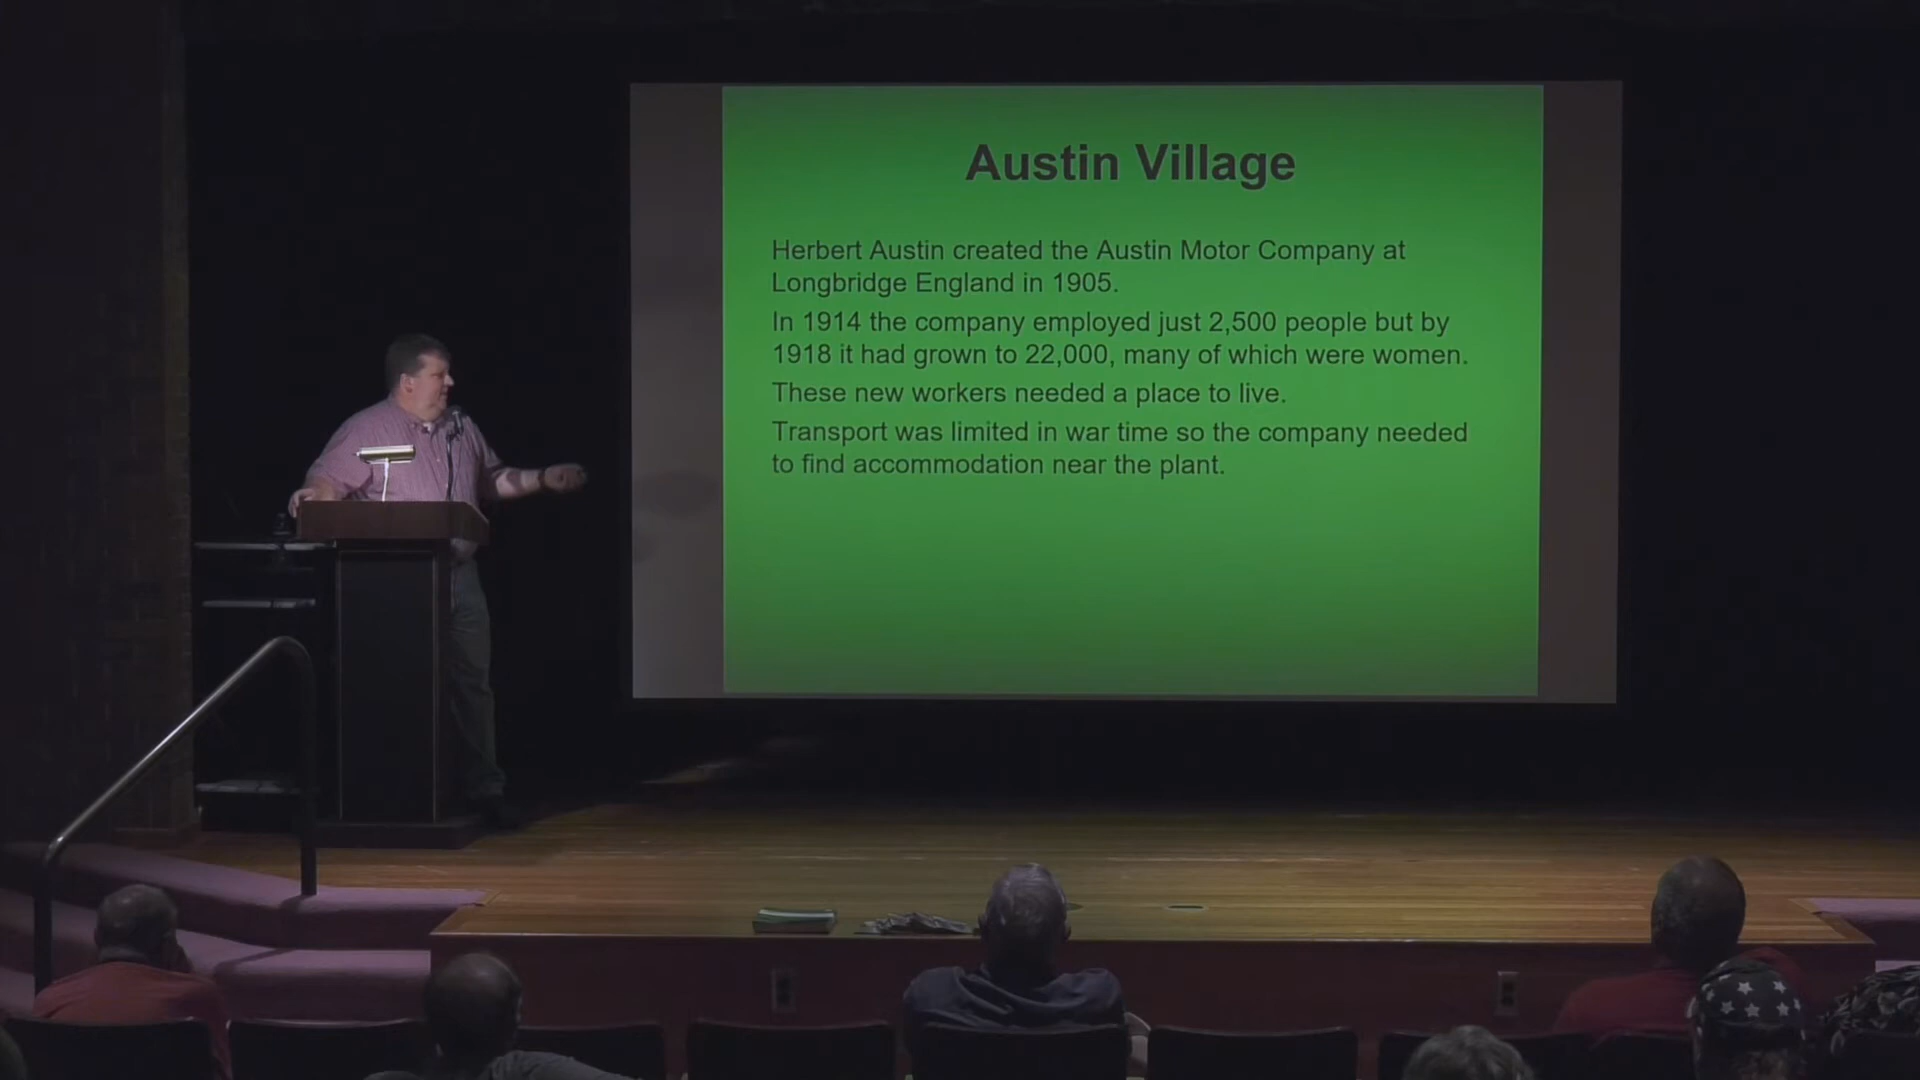 Austin Village
Herbert Austin created the Austin Motor Company at
Longbridge England in 1905.
In 1914 the company employed just 2,500 people but by
1918 it had grown to 22,000, many of which were women.
These new workers needed a place to live.
Transport was limited in war time so the company needed
to find accommodation near the plant.